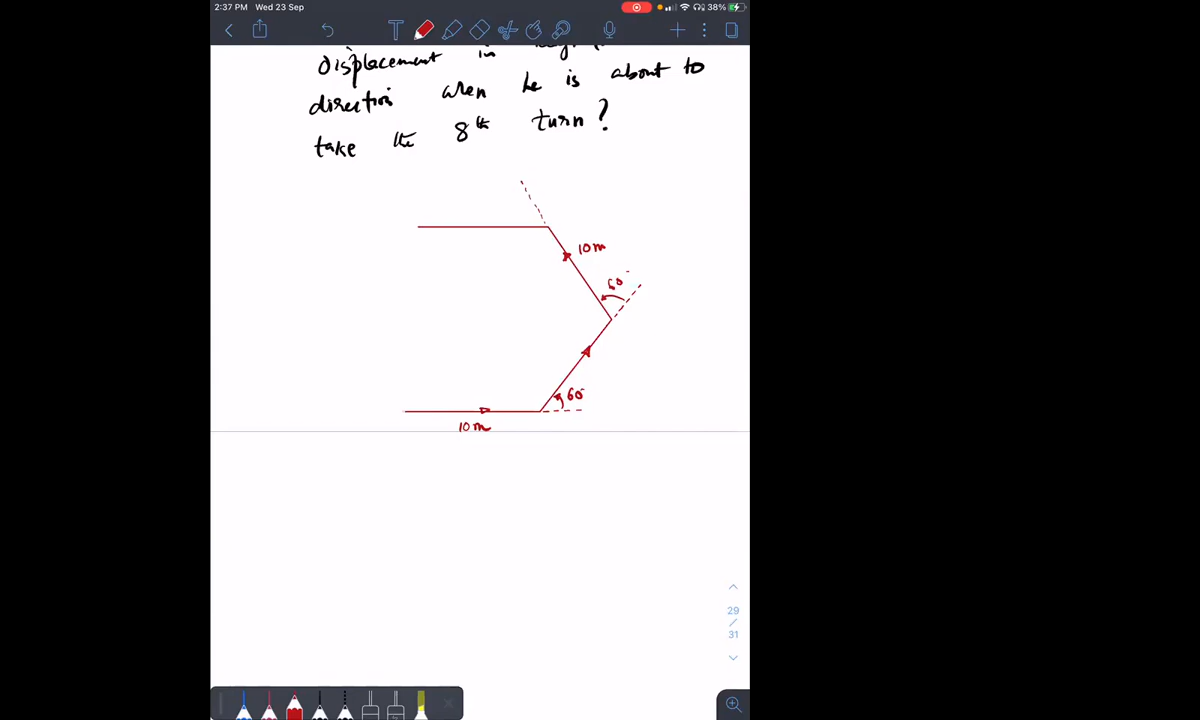 2:37 PM Wed 23 Sep
38%
displacement in
direction when he is about to
take the 8th turn?
10m
60°
60°
10m
29
/
31